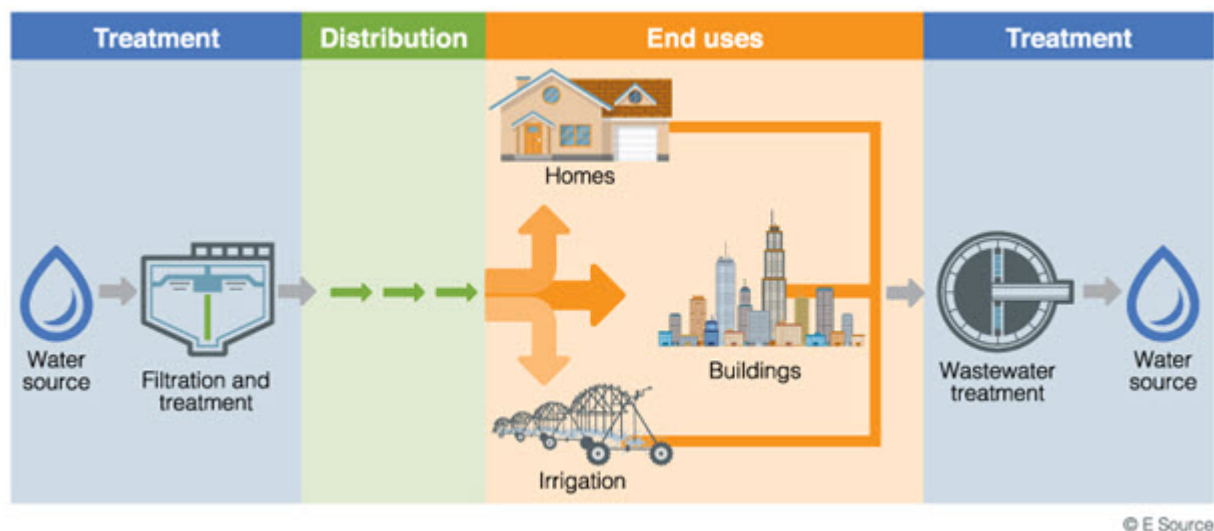 Treatment
Distribution
End uses
Treatment
Homes
Water
source
Filtration and
treatment
Buildings
Irrigation
Wastewater
treatment
Water
source
© E Source